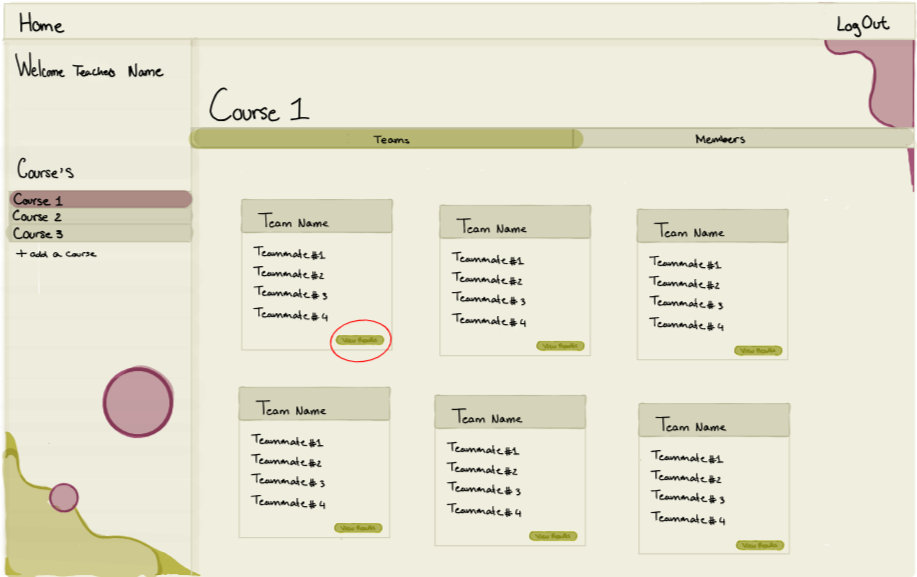 Home
LogOut
Welcome Teachers Name
Course 1
Teams
Members
Course's
Course 1
Course 2
Course 3
+ add a course
Team Name
Teammate #1
Teammate #2
Teammate # 3
Teammate # 4
View Results
Team Name
Teammate #1
Teammate #2
Teammate # 3
Teammate # 4
View Results
Team Name
Teammate #1
Teammate #2
Teammate # 3
Teammate # 4
View Results
Team Name
Teammate #1
Teammate #2
Teammate # 3
Teammate # 4
View Results
Team Name
Teammate #1
Teammate #2
Teammate # 3
Teammate # 4
View Results
Team Name
Teammate #1
Teammate #2
Teammate # 3
Teammate # 4
View Results